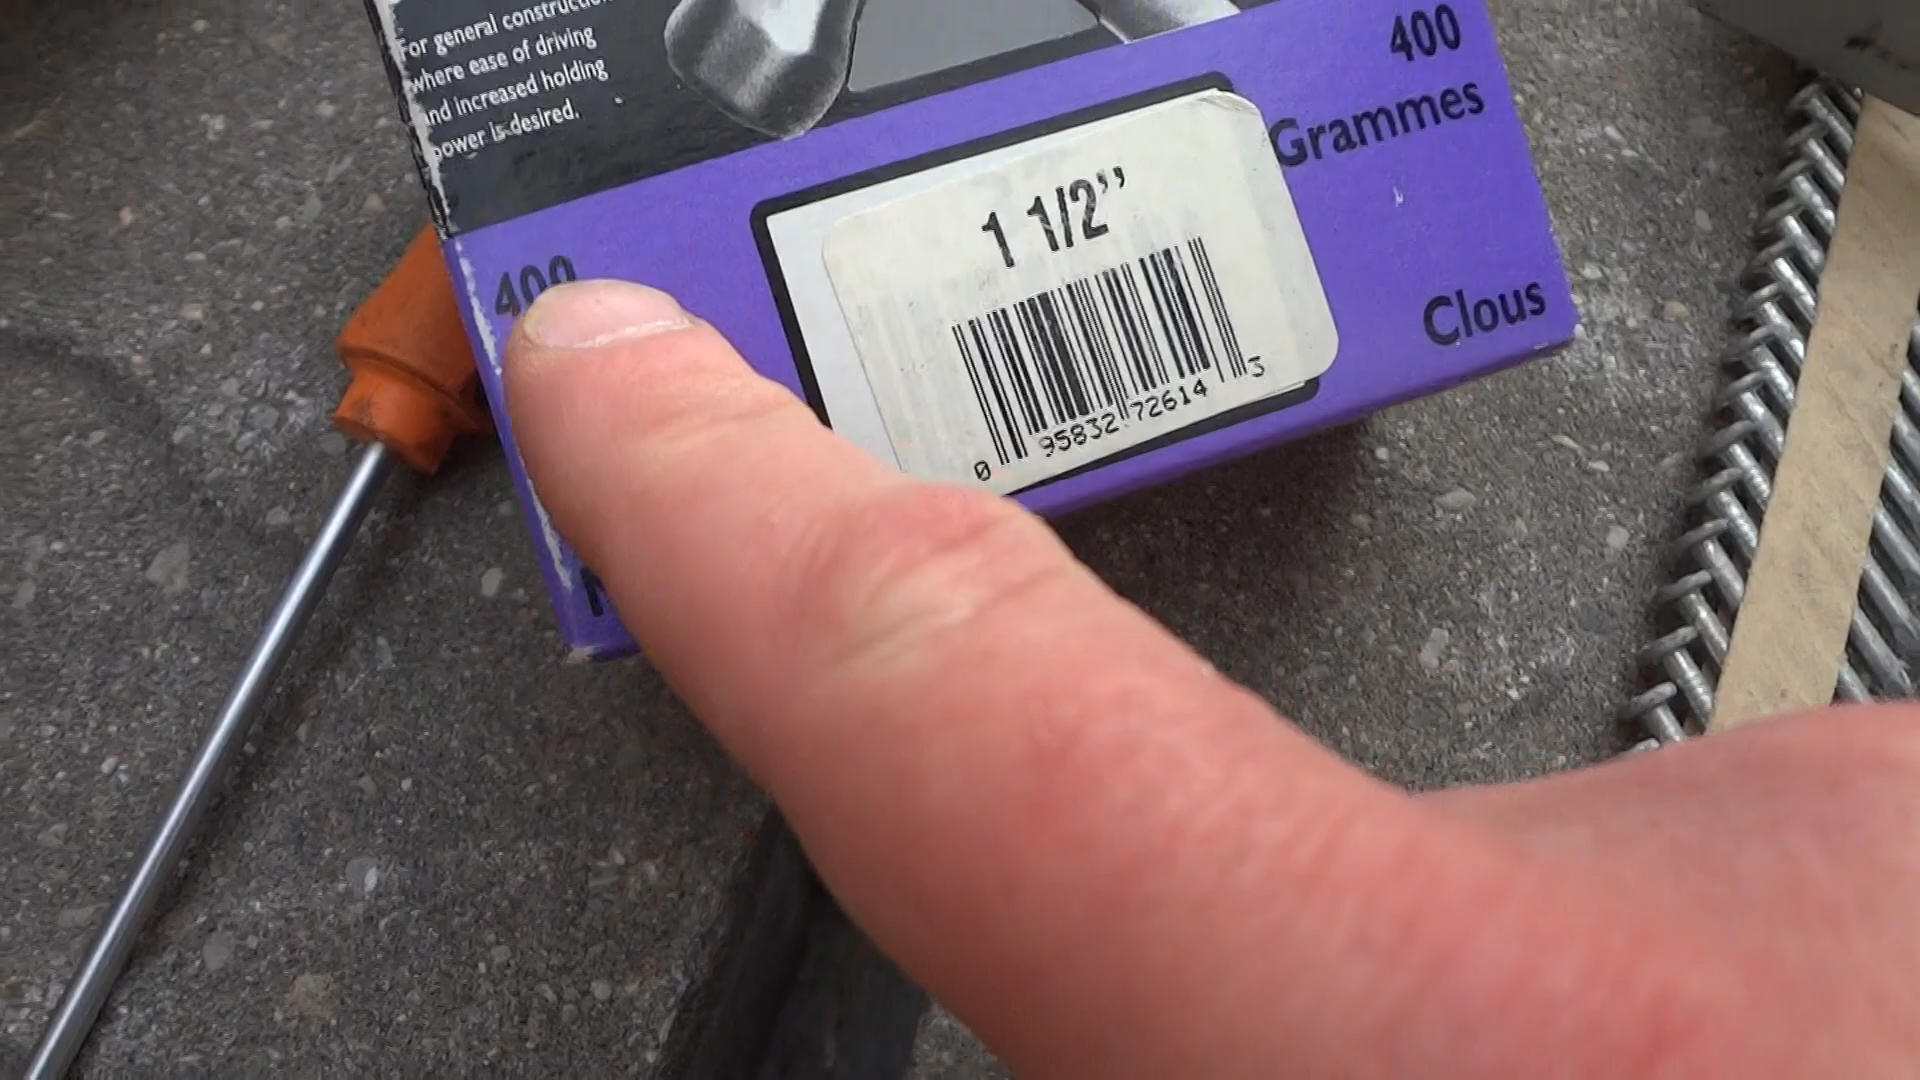 For general construction
where ease of driving
and increased holding
power is desired.
400
Grammes
Clous
400
1 1/2”
0 95832 72614 3